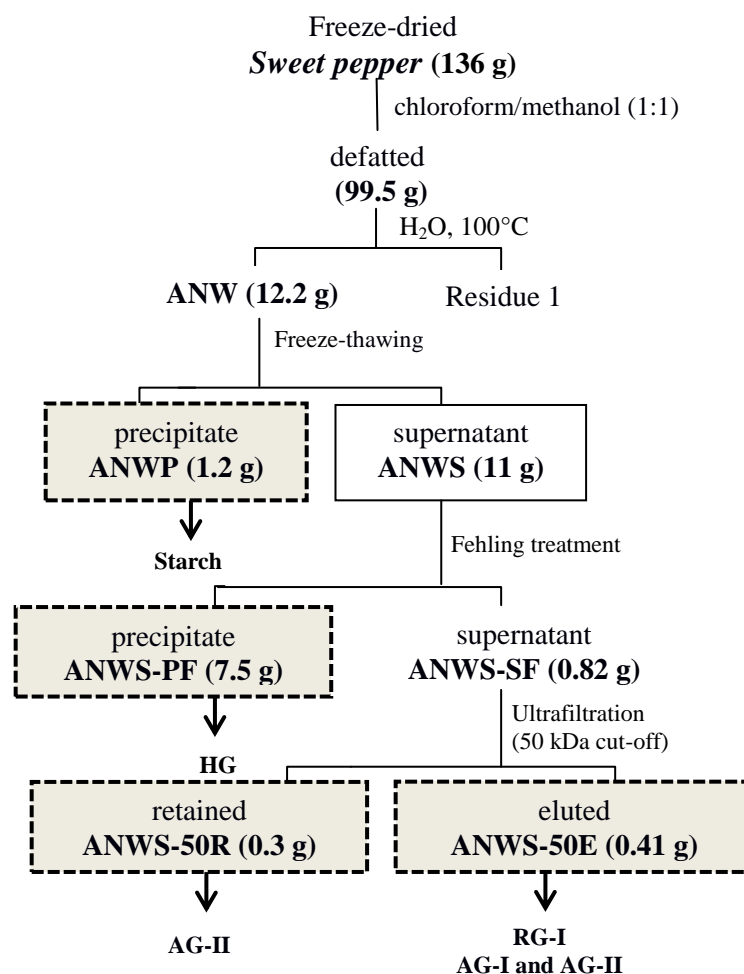 Freeze-dried
Sweet pepper (136 g)
chloroform/methanol (1:1)
defatted
(99.5 g)
H₂O, 100°C
ANW (12.2 g)
Residue 1
Freeze-thawing
precipitate
ANWP (1.2 g)
supernatant
ANWS (11 g)
Starch
Fehling treatment
precipitate
ANWS-PF (7.5 g)
supernatant
ANWS-SF (0.82 g)
HG
Ultrafiltration
(50 kDa cut-off)
retained
ANWS-50R (0.3 g)
eluted
ANWS-50E (0.41 g)
AG-II
RG-I
AG-I and AG-II